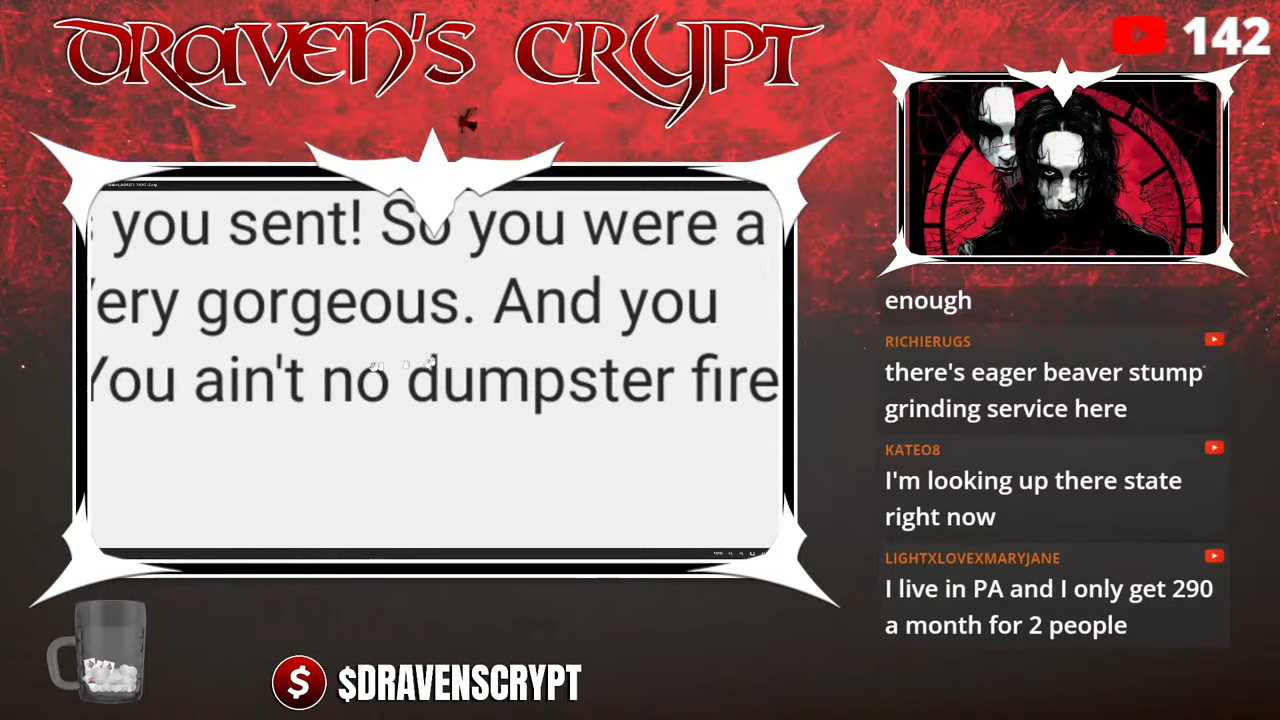 DRAVEN'S CRYPT
142
you sent! So you were a
ery gorgeous. And you
You ain't no dumpster fire
enough
RICHIERUGS
there's eager beaver stump
grinding service here
KATEO8
I'm looking up there state
right now
LIGHTXLOVEXMARYJANE
I live in PA and I only get 290
a month for 2 people
$
$DRAVENSCRYPT